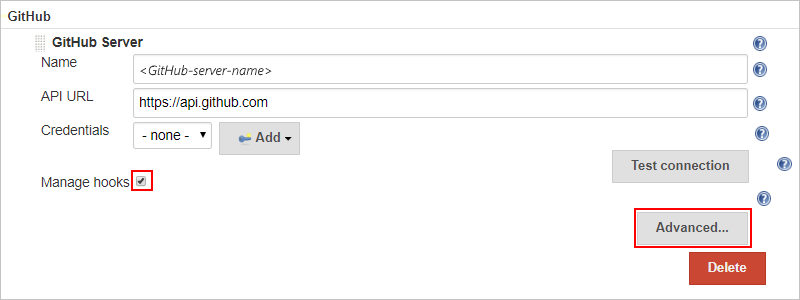 GitHub
GitHub Server
Name
<GitHub-server-name>
API URL
https://api.github.com
Credentials
- none -
Add
Test connection
Manage hooks
Advanced...
Delete